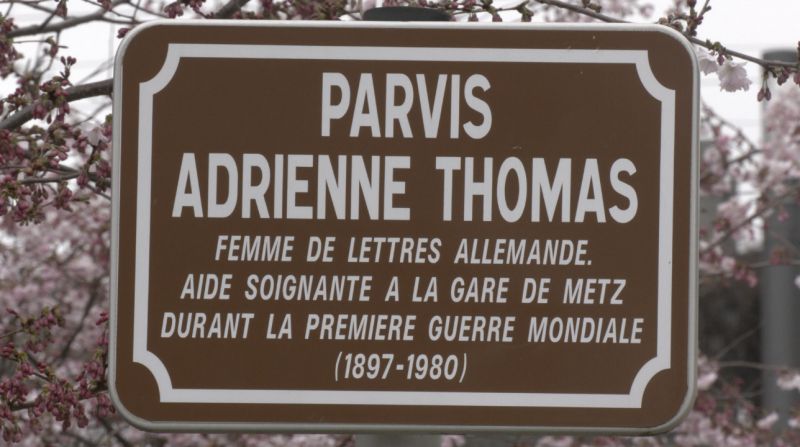 PARVIS
ADRIENNE THOMAS
FEMME DE LETTRES ALLEMANDE.
AIDE SOIGNANTE A LA GARE DE METZ
DURANT LA PREMIERE GUERRE MONDIALE
(1897-1980)